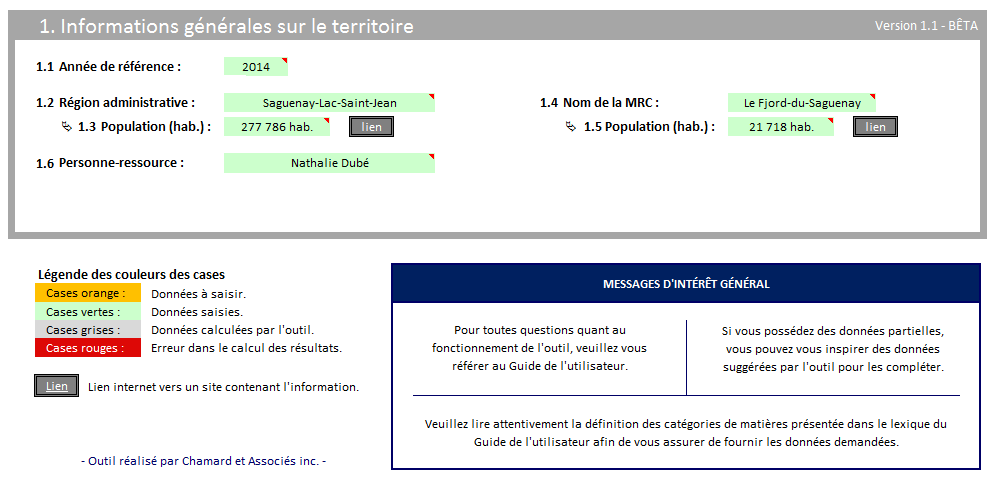 1. Informations générales sur le territoire
Version 1.1 - BÊTA
1.1 Année de référence : 2014
1.2 Région administrative : Saguenay-Lac-Saint-Jean
1.4 Nom de la MRC : Le Fjord-du-Saguenay
1.3 Population (hab.) : 277 786 hab. lien
1.5 Population (hab.) : 21 718 hab. lien
1.6 Personne-ressource : Nathalie Dubé
Légende des couleurs des cases
Cases orange : Données à saisir.
Cases vertes : Données saisies.
Cases grises : Données calculées par l'outil.
Cases rouges : Erreur dans le calcul des résultats.
Lien Lien internet vers un site contenant l'information.
- Outil réalisé par Chamard et Associés inc. -
MESSAGES D'INTÉRÊT GÉNÉRAL
Pour toutes questions quant au
fonctionnement de l'outil, veuillez vous
référer au Guide de l'utilisateur.
Si vous possédez des données partielles,
vous pouvez vous inspirer des données
suggérées par l'outil pour les compléter.
Veuillez lire attentivement la définition des catégories de matières présentée dans le lexique du
Guide de l'utilisateur afin de vous assurer de fournir les données demandées.